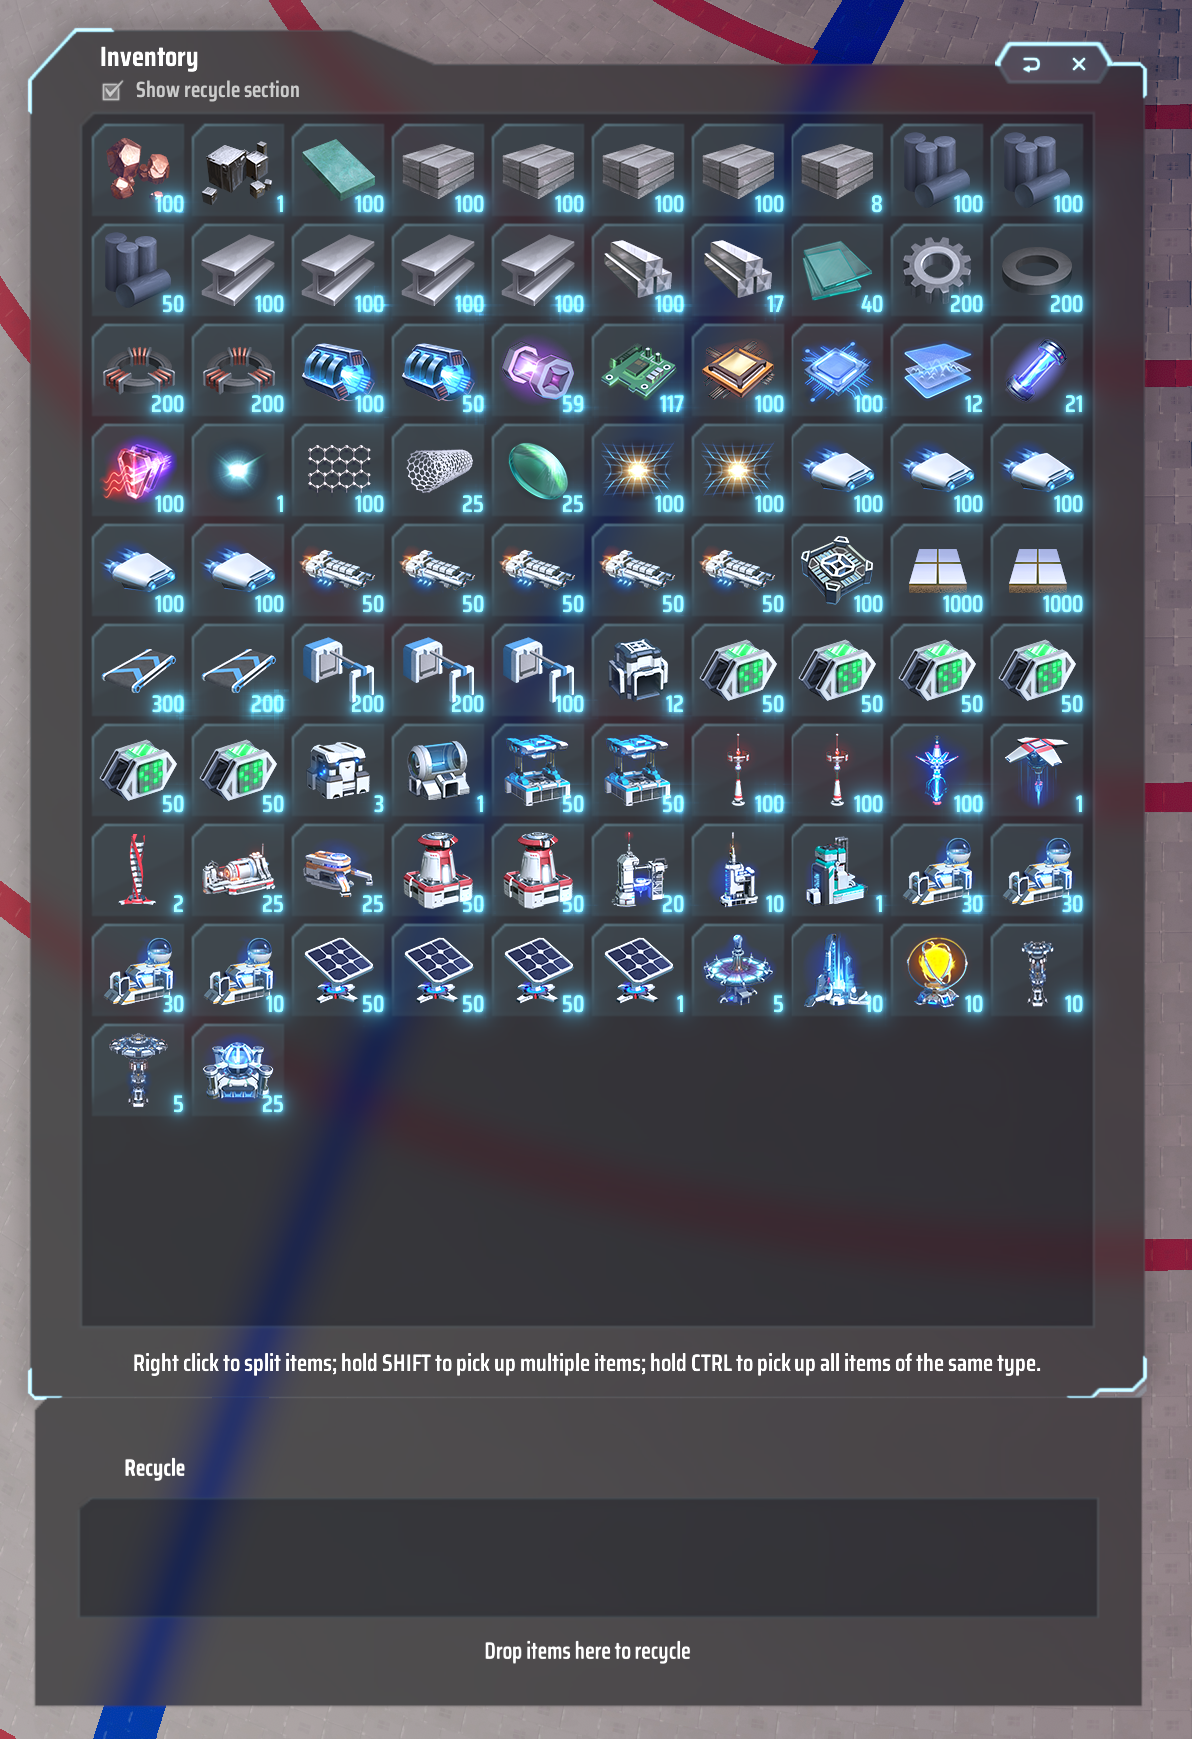 Inventory
Show recycle section
100 1 100 100 100 100 100 8 100 100
50 100 100 100 100 100 17 40 200 200
200 200 100 50 59 117 100 100 12 21
100 1 100 25 25 100 100 100 100 100
100 100 50 50 50 50 50 100 1000 1000
300 200 200 200 100 12 50 50 50 50
50 50 3 1 50 50 100 100 100 1
2 25 25 50 50 20 10 1 30 30
30 10 50 50 50 1 5 10 10 10
5 25
Right click to split items; hold SHIFT to pick up multiple items; hold CTRL to pick up all items of the same type.
Recycle
Drop items here to recycle